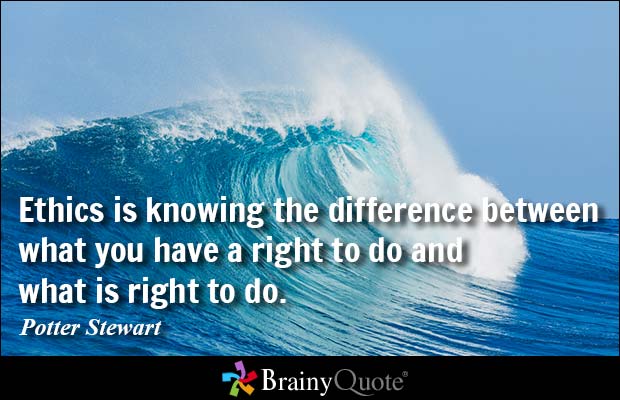 Ethics is knowing the difference between
what you have a right to do and
what is right to do.
Potter Stewart
BrainyQuote®